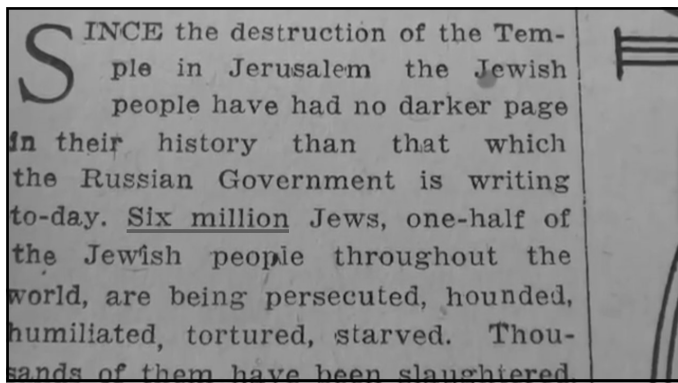 SINCE the destruction of the Tem-
ple in Jerusalem the Jewish
people have had no darker page
in their history than that which
the Russian Government is writing
to-day. Six million Jews, one-half of
the Jewish people throughout the
world, are being persecuted, hounded,
humiliated, tortured, starved. Thou-
sands of them have been slaughtered